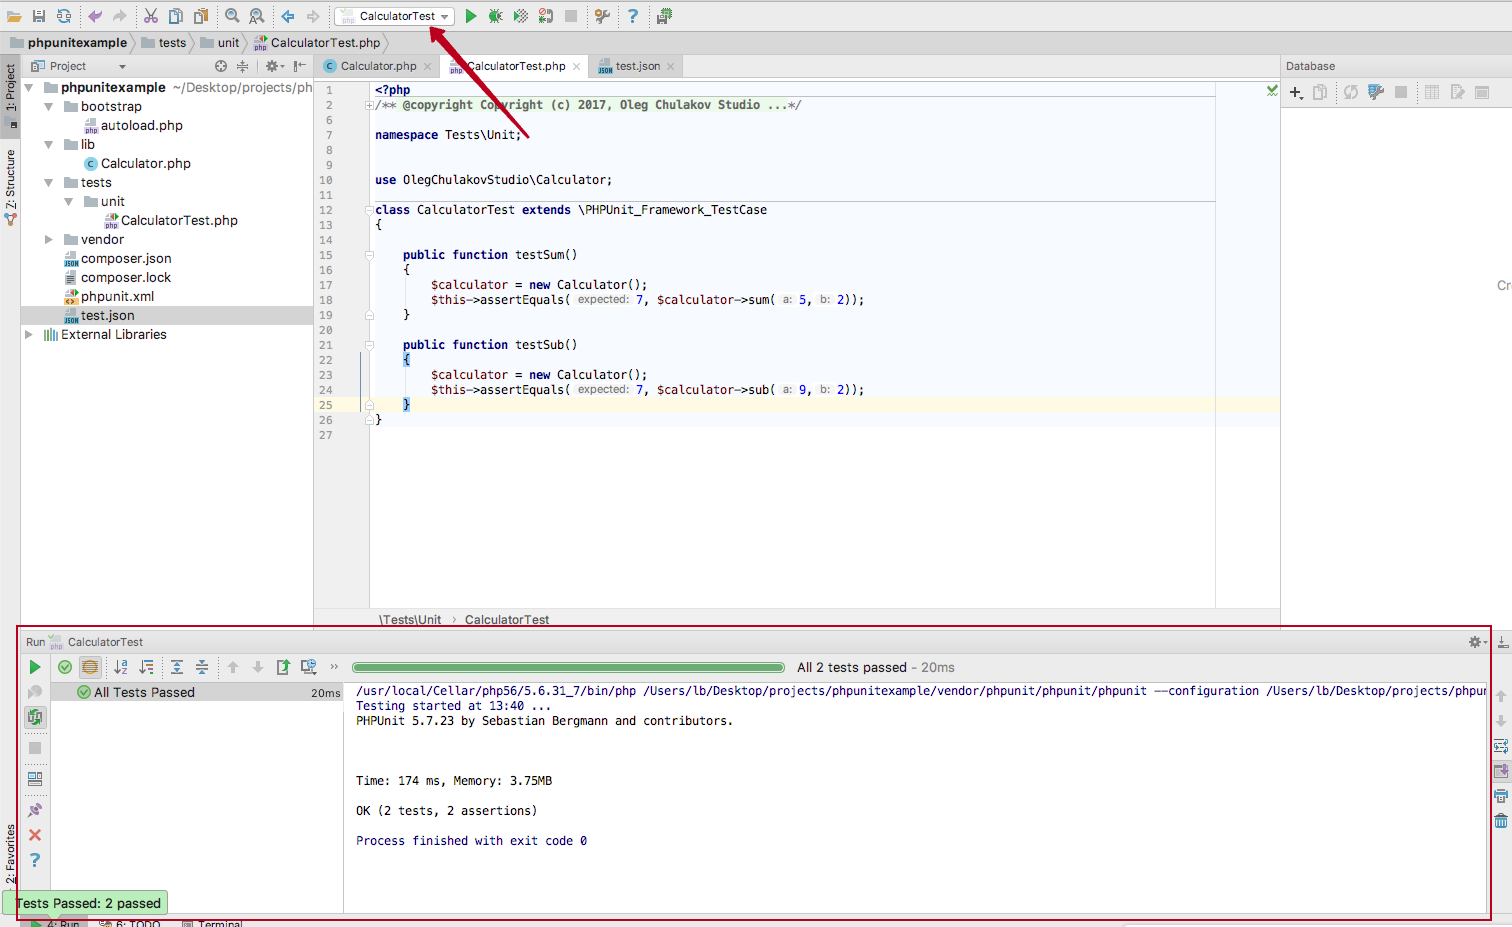 CalculatorTest
phpunitexample tests unit CalculatorTest.php
1: Project
Z: Structure
2: Favorites
Project
phpunitexample ~/Desktop/projects/ph
bootstrap
autoload.php
lib
Calculator.php
tests
unit
CalculatorTest.php
vendor
composer.json
composer.lock
phpunit.xml
test.json
External Libraries
Calculator.php CalculatorTest.php test.json
1 <?php
2 /** @copyright Copyright (c) 2017, Oleg Chulakov Studio ...*/
6
7 namespace Tests\Unit;
8
9
10 use OlegChulakovStudio\Calculator;
11
12 class CalculatorTest extends \PHPUnit_Framework_TestCase
13 {
14
15 public function testSum()
16 {
17 $calculator = new Calculator();
18 $this->assertEquals( expected: 7, $calculator->sum( a: 5, b: 2));
19 }
20
21 public function testSub()
22 {
23 $calculator = new Calculator();
24 $this->assertEquals( expected: 7, $calculator->sub( a: 9, b: 2));
25 }
26 }
27
\Tests\Unit › CalculatorTest
Database
Cr
Run CalculatorTest
All 2 tests passed - 20ms
All Tests Passed 20ms
/usr/local/Cellar/php56/5.6.31_7/bin/php /Users/lb/Desktop/projects/phpunitexample/vendor/phpunit/phpunit/phpunit --configuration /Users/lb/Desktop/projects/phpun
Testing started at 13:40 ...
PHPUnit 5.7.23 by Sebastian Bergmann and contributors.
Time: 174 ms, Memory: 3.75MB
OK (2 tests, 2 assertions)
Process finished with exit code 0
Tests Passed: 2 passed
4: Run 6: TODO Terminal